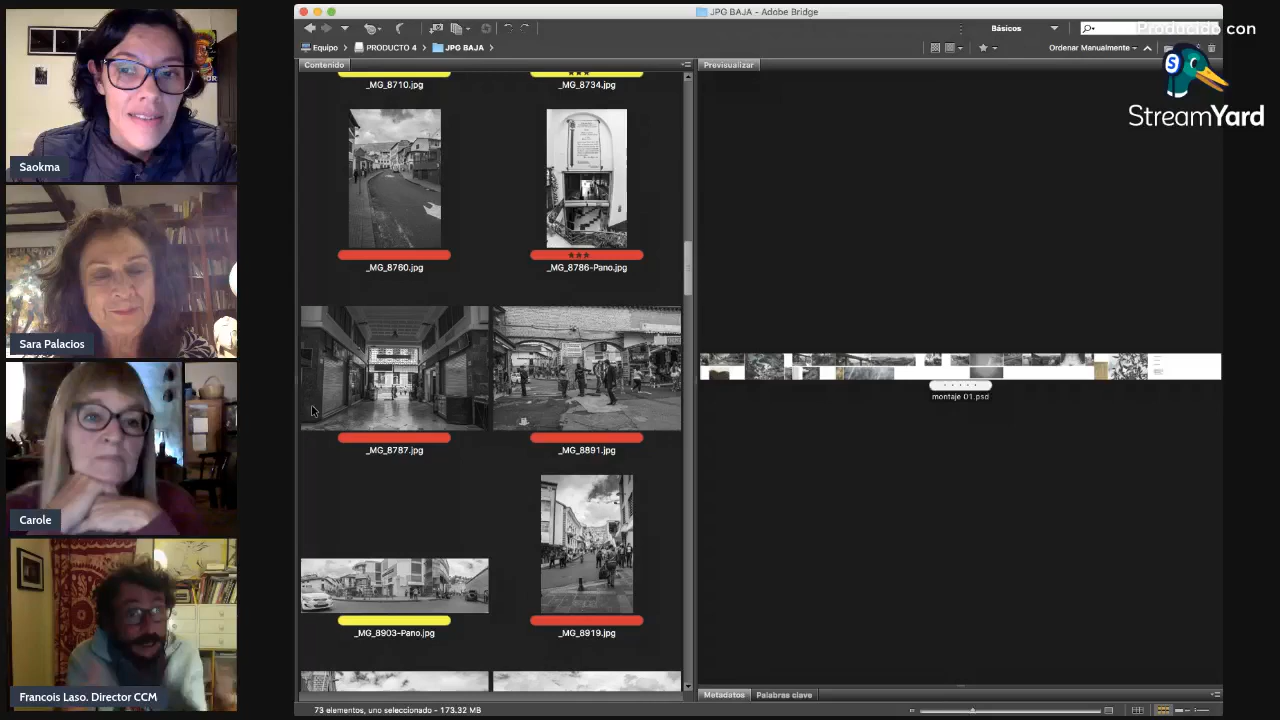 JPG BAJA - Adobe Bridge
Básicos
Producido con
StreamYard
Equipo
PRODUCTO 4
JPG BAJA
Ordenar Manualmente
Contenido
Previsualizar
_MG_8710.jpg
_MG_8734.jpg
_MG_8760.jpg
_MG_8786-Pano.jpg
_MG_8787.jpg
_MG_8891.jpg
_MG_8903-Pano.jpg
_MG_8919.jpg
montaje 01.psd
Metadatos
Palabras clave
73 elementos, uno seleccionado - 173.32 MB
Saokma
Sara Palacios
Carole
Francois Laso. Director CCM